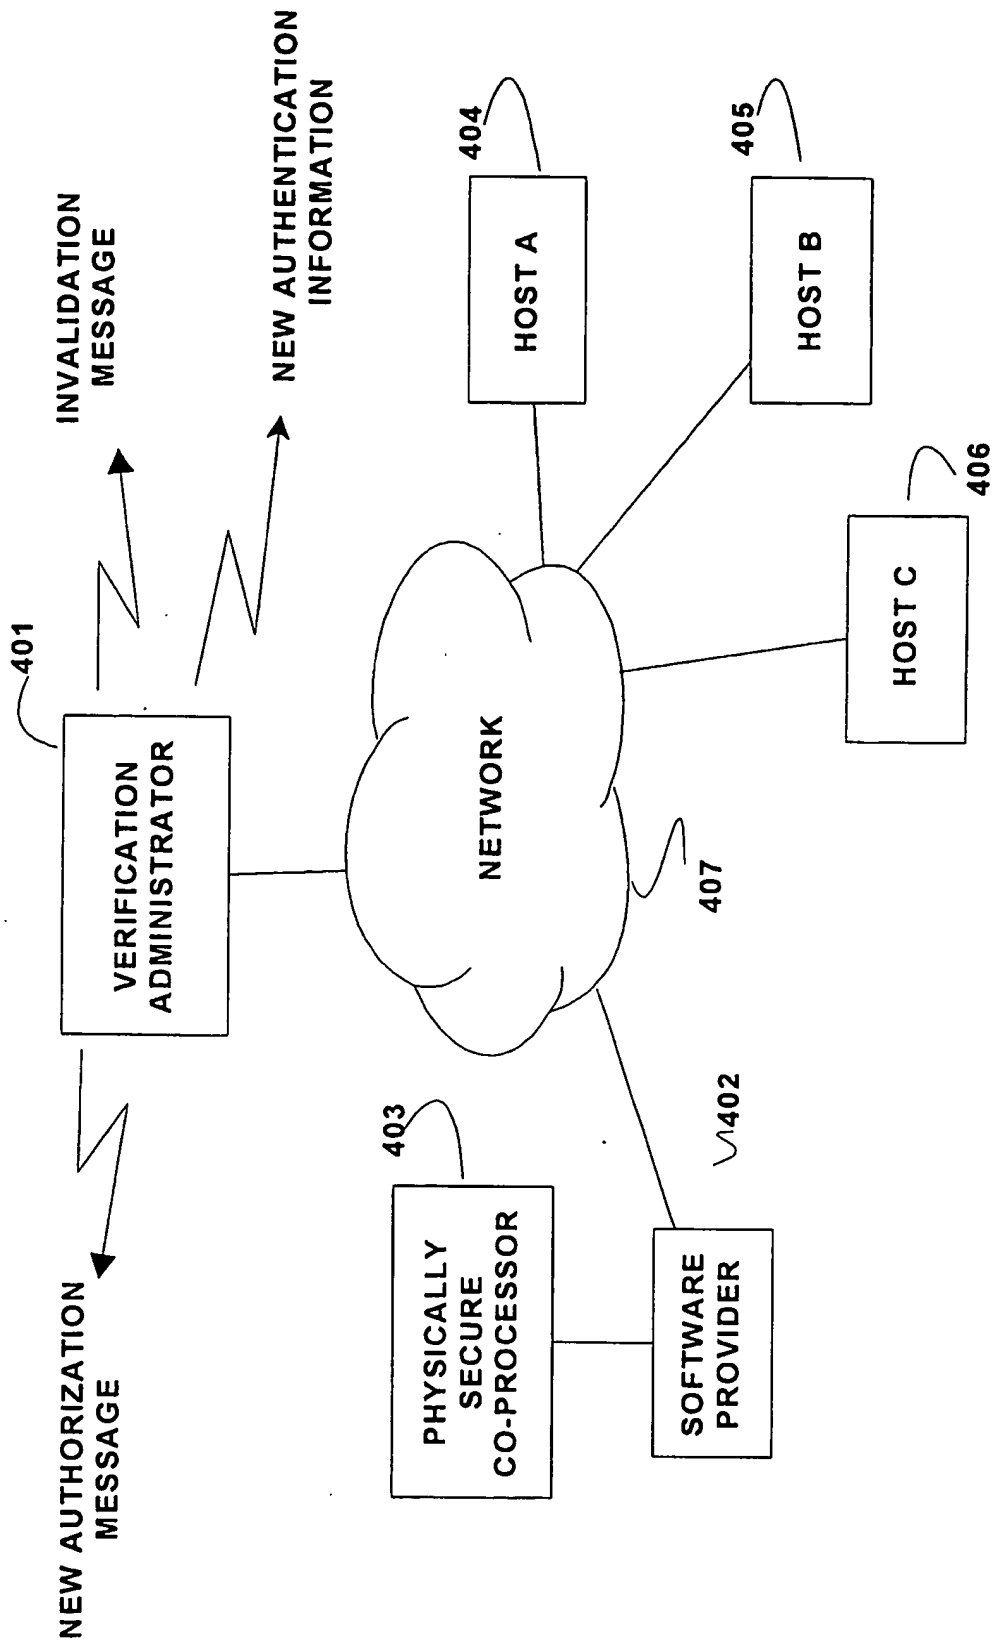 NEW AUTHORIZATION
MESSAGE
401
VERIFICATION
ADMINISTRATOR
INVALIDATION
MESSAGE
NEW AUTHENTICATION
INFORMATION
403
PHYSICALLY
SECURE
CO-PROCESSOR
NETWORK
404
HOST A
402
SOFTWARE
PROVIDER
407
405
HOST B
HOST C
406